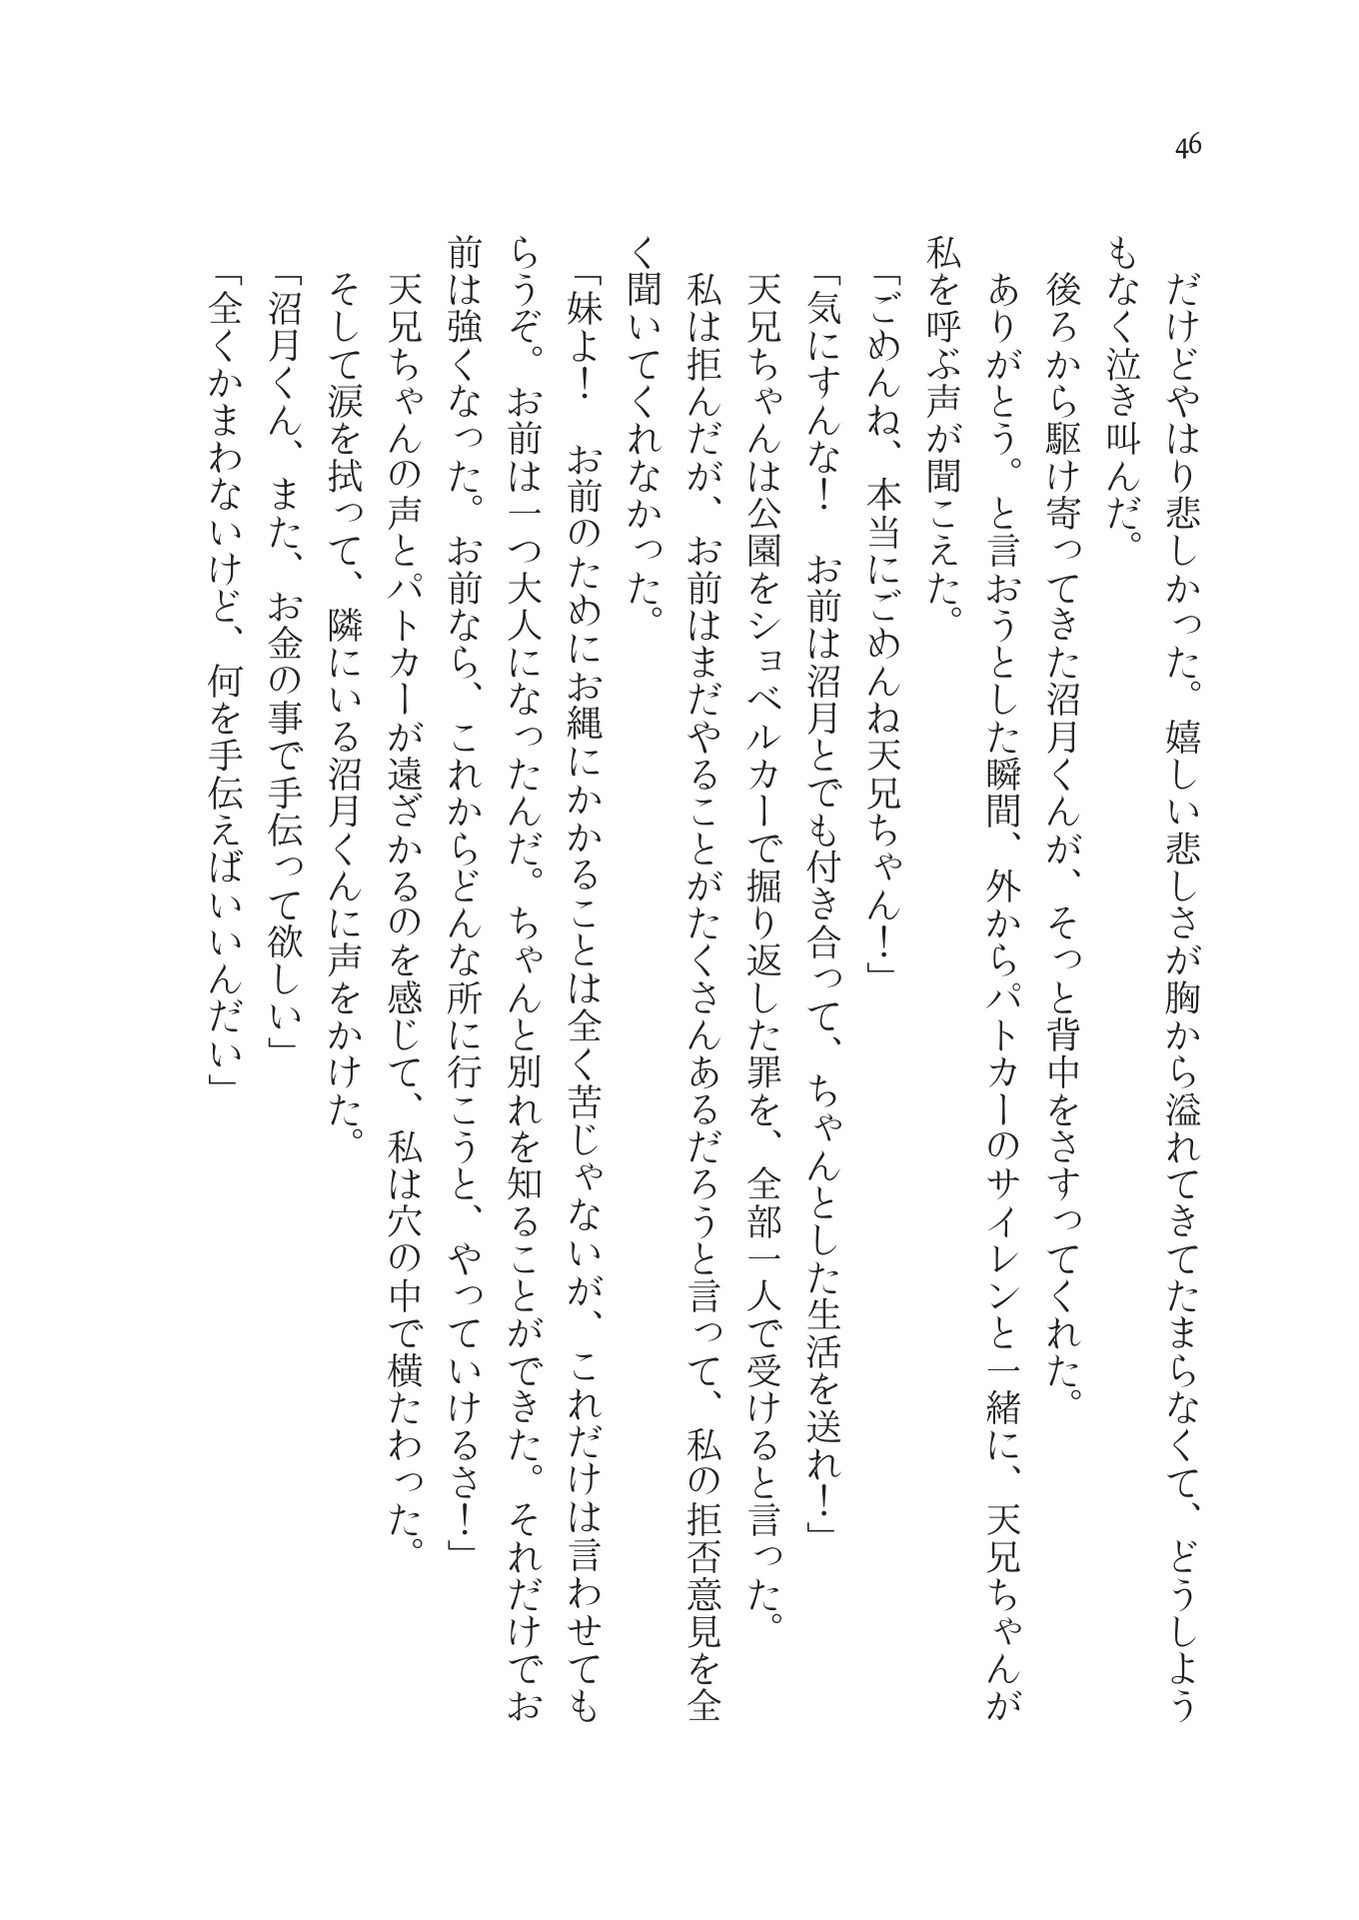 46
だけどやはり悲しかった。嬉しい悲しさが胸から溢れてきてたまらなくて、どうしよう
もなく泣き叫んだ。
後ろから駆け寄ってきた沼月くんが、そっと背中をさすってくれた。
ありがとう。と言おうとした瞬間、外からパトカーのサイレンと一緒に、天兄ちゃんが
私を呼ぶ声が聞こえた。
「ごめんね、本当にごめんね天兄ちゃん！」
「気にすんな！　お前は沼月とでも付き合って、ちゃんとした生活を送れ！」
天兄ちゃんは公園をショベルカーで掘り返した罪を、全部一人で受けると言った。
私は拒んだが、お前はまだやることがたくさんあるだろうと言って、私の拒否意見を全
く聞いてくれなかった。
「妹よ！　お前のためにお縄にかかることは全く苦じゃないが、これだけは言わせても
らうぞ。お前は一つ大人になったんだ。ちゃんと別れを知ることができた。それだけでお
前は強くなった。お前なら、これからどんな所に行こうと、やっていけるさ！」
天兄ちゃんの声とパトカーが遠ざかるのを感じて、私は穴の中で横たわった。
そして涙を拭って、隣にいる沼月くんに声をかけた。
「沼月くん、また、お金の事で手伝って欲しい」
「全くかまわないけど、何を手伝えばいいんだい」